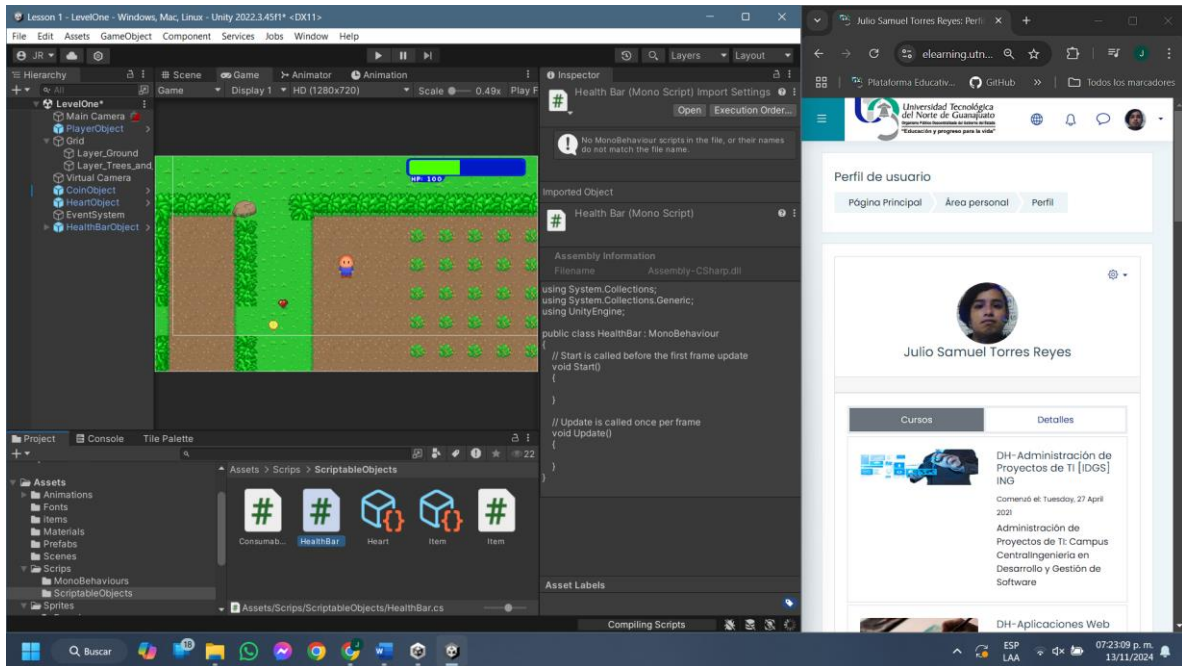 Lesson 1 - LevelOne - Windows, Mac, Linux - Unity 2022.3.45f1* <DX11>
File Edit Assets GameObject Component Services Jobs Window Help
JR
Layers
Layout
Hierarchy
All
LevelOne*
Main Camera
PlayerObject
Grid
Layer_Ground
Layer_Trees_and
Virtual Camera
CoinObject
HeartObject
EventSystem
HealthBarObject
Scene Game Animator Animation
Game Display 1 HD (1280x720) Scale 0.49x Play F
HP: 100
Inspector
Health Bar (Mono Script) Import Settings
Open Execution Order...
No MonoBehaviour scripts in the file, or their names
do not match the file name.
Imported Object
Health Bar (Mono Script)
Assembly Information
Filename Assembly-CSharp.dll
using System.Collections;
using System.Collections.Generic;
using UnityEngine;
public class HealthBar : MonoBehaviour
{
// Start is called before the first frame update
void Start()
{
}
// Update is called once per frame
void Update()
{
}
}
Asset Labels
Project Console Tile Palette
22
Assets
Animations
Fonts
items
Materials
Prefabs
Scenes
Scrips
MonoBehaviours
ScriptableObjects
Sprites
Assets > Scrips > ScriptableObjects
Consumab... HealthBar Heart Item Item
Assets/Scrips/ScriptableObjects/HealthBar.cs
Compiling Scripts
Julio Samuel Torres Reyes: Perfi
elearning.utn...
J
Plataforma Educativ... GitHub » Todos los marcadores
Universidad Tecnológica
del Norte de Guanajuato
"Educación y progreso para la vida"
Perfil de usuario
Página Principal Área personal Perfil
Julio Samuel Torres Reyes
Cursos Detalles
DH-Administración de
Proyectos de TI [IDGS]
ING
Comenzó el: Tuesday, 27 April
2021
Administración de
Proyectos de TI: Campus
CentralIngeniería en
Desarrollo y Gestión de
Software
DH-Aplicaciones Web
Buscar
18
ESP
LAA
07:23:09 p. m.
13/11/2024